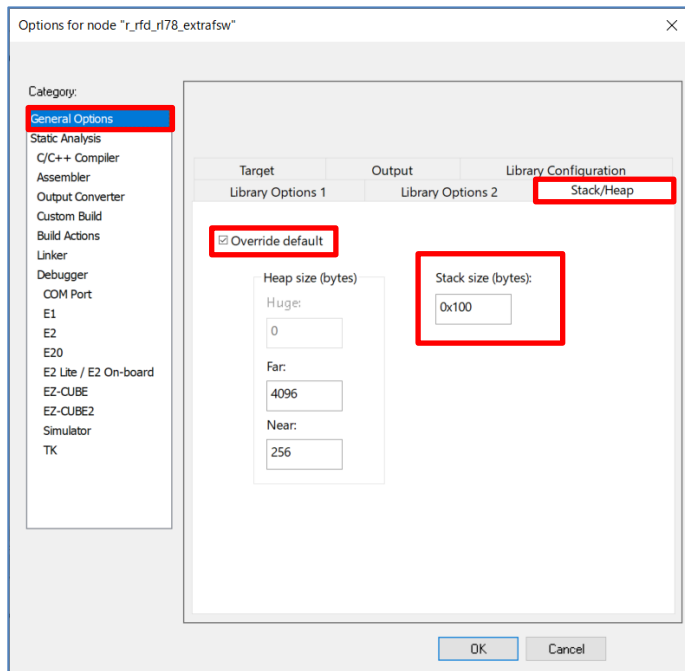 Options for node "r_rfd_rl78_extrafsw"
Category:
General Options
Static Analysis
C/C++ Compiler
Assembler
Output Converter
Custom Build
Build Actions
Linker
Debugger
COM Port
E1
E2
E20
E2 Lite / E2 On-board
EZ-CUBE
EZ-CUBE2
Simulator
TK
Target Output Library Configuration
Library Options 1 Library Options 2 Stack/Heap
Override default
Heap size (bytes)
Huge:
0
Far:
4096
Near:
256
Stack size (bytes):
0x100
OK Cancel